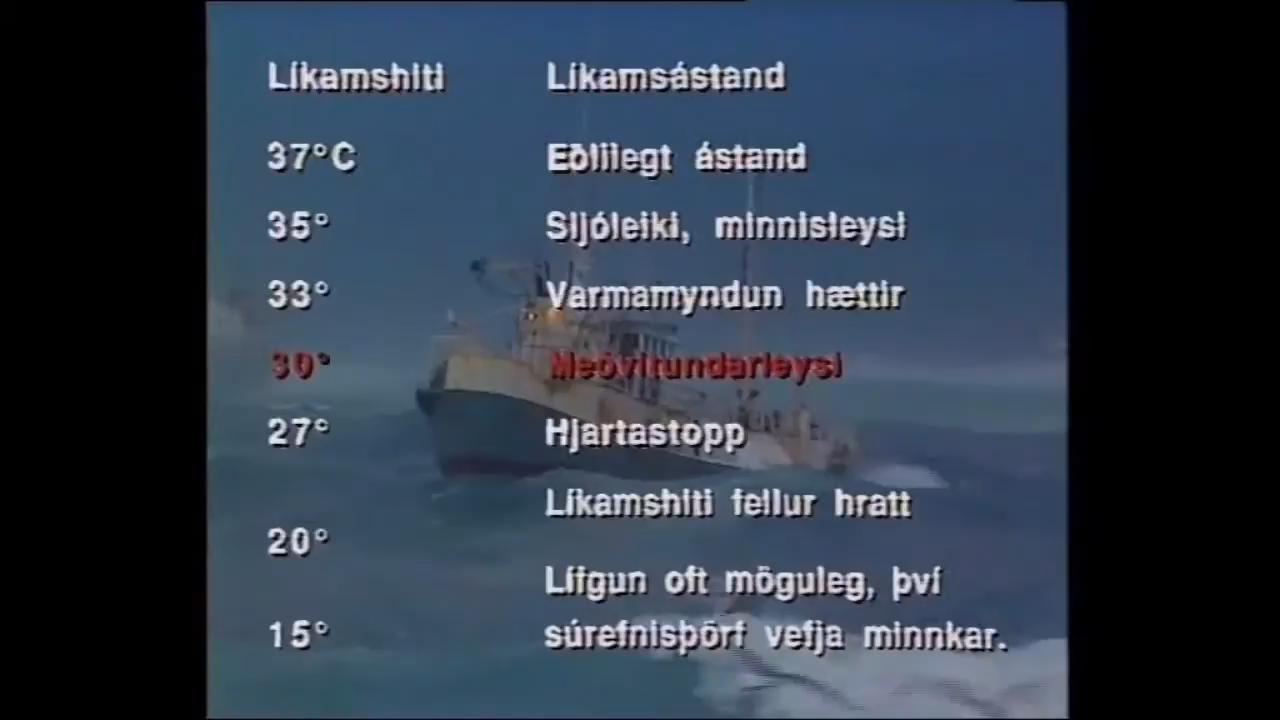 Líkamshiti Líkamsástand
37°C Eðlilegt ástand
35° Sljóleiki, minnisleysi
33° Varmamyndun hættir
30° Meðvitundarleysi
27° Hjartastopp
Líkamshiti fellur hratt
20°
Lífgun oft möguleg, því
15° súrefnisþörf vefja minnkar.